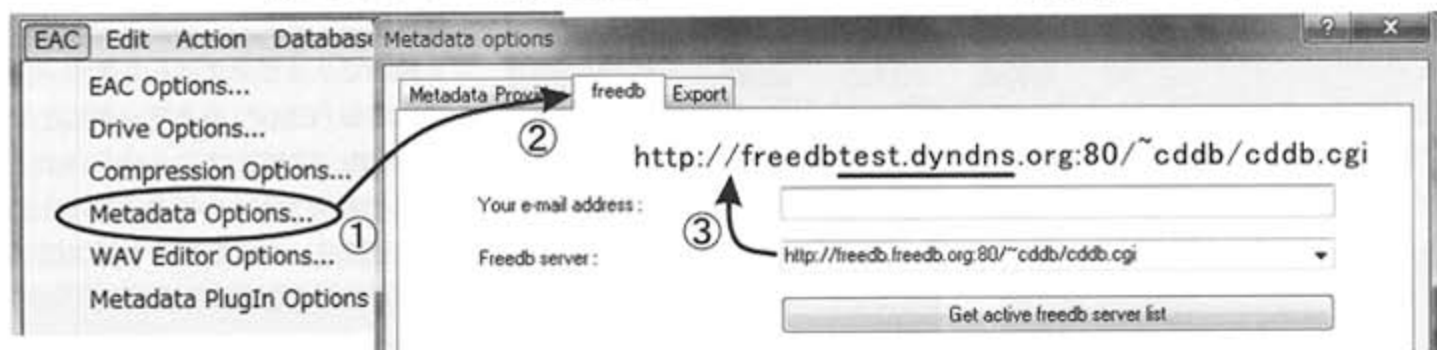 EAC Edit Action Databas
EAC Options...
Drive Options...
Compression Options...
Metadata Options...
①
WAV Editor Options...
Metadata PlugIn Options
Metadata options
? ×
Metadata Provi
freedb
Export
②
http://freedbtest.dyndns.org:80/~cddb/cddb.cgi
Your e-mail address :
③
Freedb server :
http://freedb.freedb.org:80/~cddb/cddb.cgi
Get active freedb server list